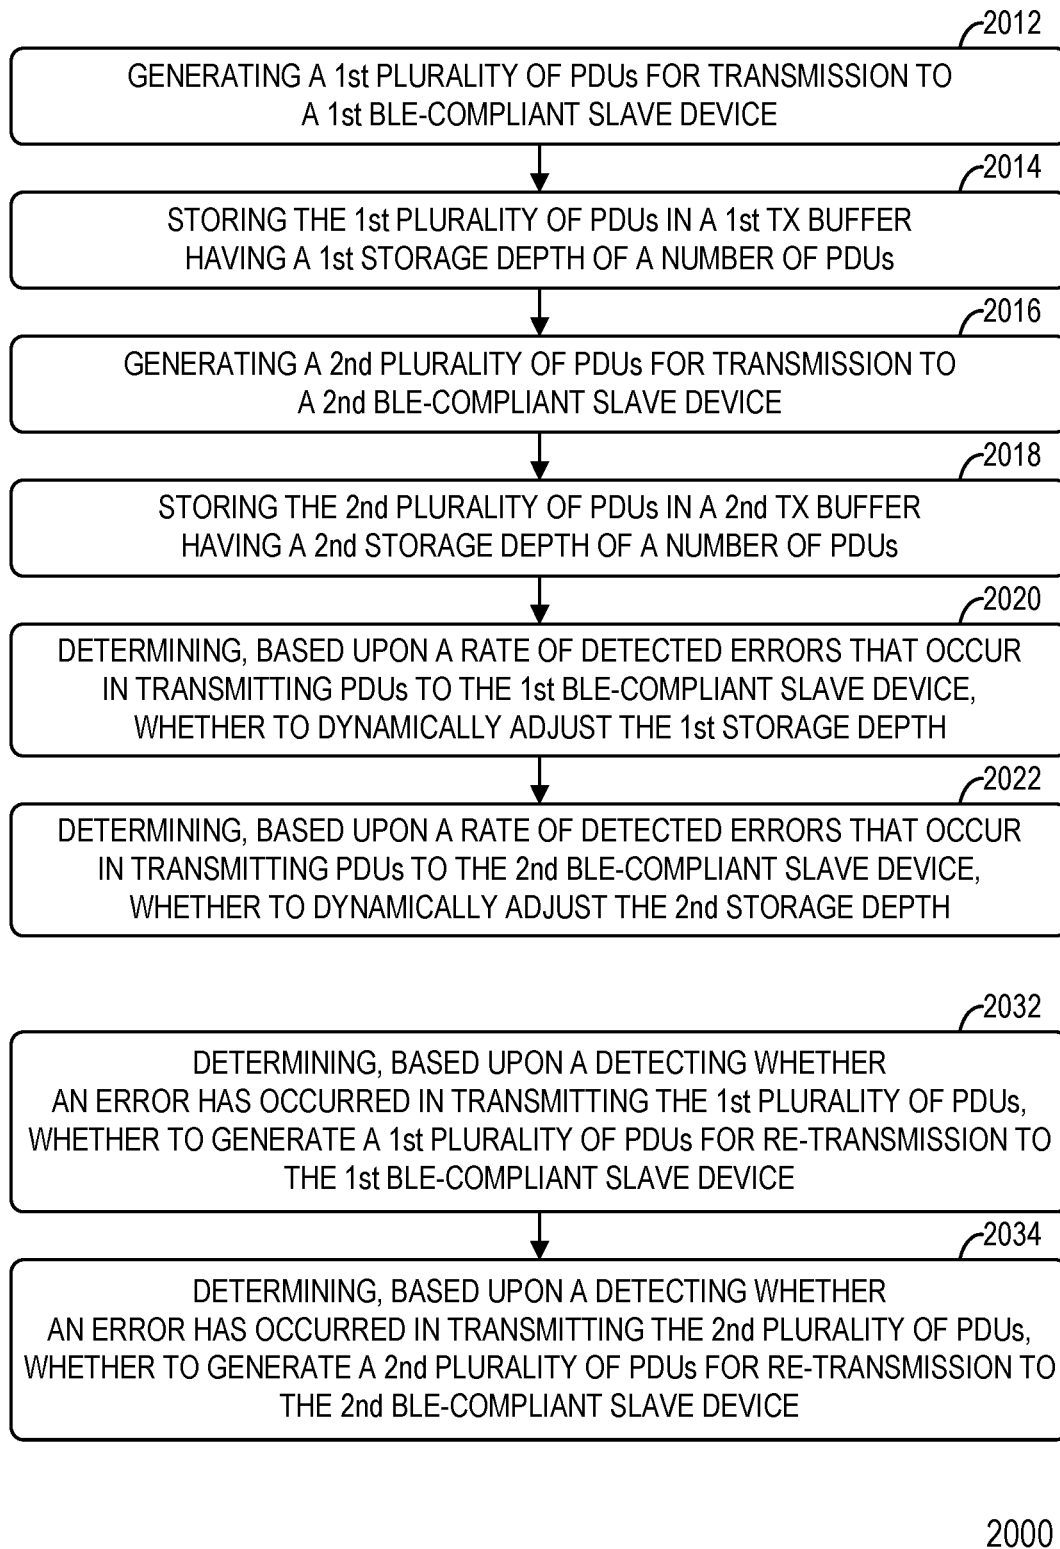 2012
GENERATING A 1st PLURALITY OF PDUs FOR TRANSMISSION TO
A 1st BLE-COMPLIANT SLAVE DEVICE
2014
STORING THE 1st PLURALITY OF PDUs IN A 1st TX BUFFER
HAVING A 1st STORAGE DEPTH OF A NUMBER OF PDUs
2016
GENERATING A 2nd PLURALITY OF PDUs FOR TRANSMISSION TO
A 2nd BLE-COMPLIANT SLAVE DEVICE
2018
STORING THE 2nd PLURALITY OF PDUs IN A 2nd TX BUFFER
HAVING A 2nd STORAGE DEPTH OF A NUMBER OF PDUs
2020
DETERMINING, BASED UPON A RATE OF DETECTED ERRORS THAT OCCUR
IN TRANSMITTING PDUs TO THE 1st BLE-COMPLIANT SLAVE DEVICE,
WHETHER TO DYNAMICALLY ADJUST THE 1st STORAGE DEPTH
2022
DETERMINING, BASED UPON A RATE OF DETECTED ERRORS THAT OCCUR
IN TRANSMITTING PDUs TO THE 2nd BLE-COMPLIANT SLAVE DEVICE,
WHETHER TO DYNAMICALLY ADJUST THE 2nd STORAGE DEPTH
2032
DETERMINING, BASED UPON A DETECTING WHETHER
AN ERROR HAS OCCURRED IN TRANSMITTING THE 1st PLURALITY OF PDUs,
WHETHER TO GENERATE A 1st PLURALITY OF PDUs FOR RE-TRANSMISSION TO
THE 1st BLE-COMPLIANT SLAVE DEVICE
2034
DETERMINING, BASED UPON A DETECTING WHETHER
AN ERROR HAS OCCURRED IN TRANSMITTING THE 2nd PLURALITY OF PDUs,
WHETHER TO GENERATE A 2nd PLURALITY OF PDUs FOR RE-TRANSMISSION TO
THE 2nd BLE-COMPLIANT SLAVE DEVICE
2000